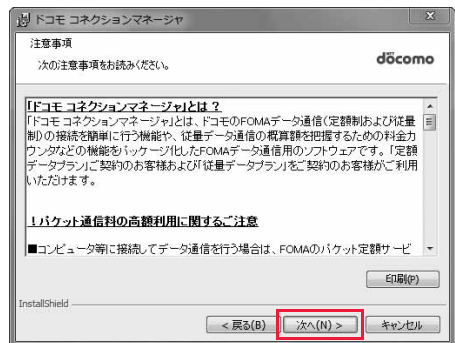 ドコモ コネクションマネージャ
注意事項
次の注意事項をお読みください。
döcomo
「ドコモ コネクションマネージャ」とは ?
「ドコモ コネクションマネージャ」とは、ドコモのFOMAデータ通信(定額制および従量
制)の接続を簡単に行う機能や、従量データ通信の概算額を把握するための料金カ
ウンタなどの機能をパッケージ化したFOMAデータ通信用のソフトウェアです。「定額
データプラン」ご契約のお客様および「従量データプラン」をご契約のお客様がご利用
いただけます。
!パケット通信料の高額利用に関するご注意
■コンピュータ等に接続してデータ通信を行う場合は、FOMAのパケット定額サービ
印刷(P)
InstallShield
< 戻る(B)
次へ(N) >
キャンセル